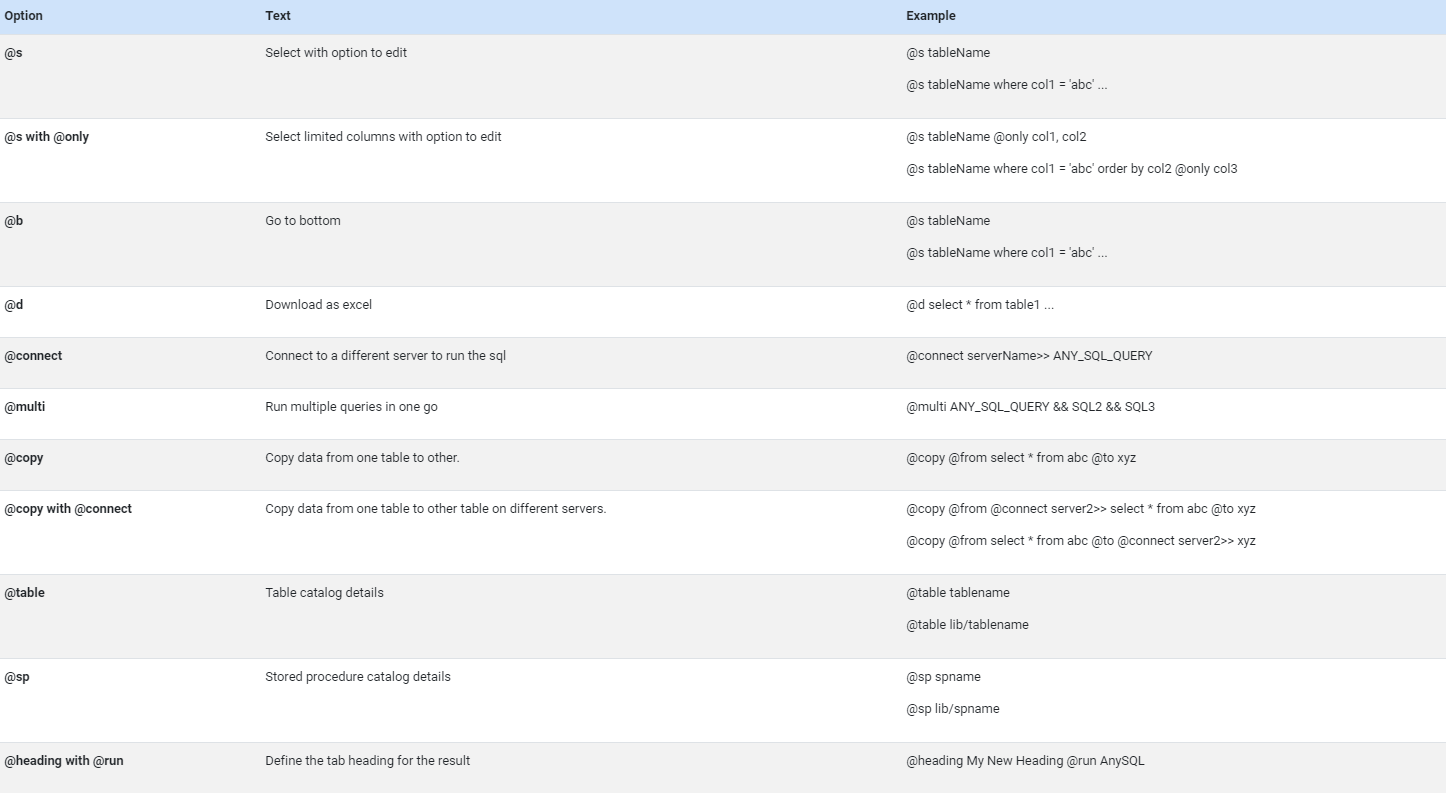 Option Text Example
@s Select with option to edit @s tableName
@s tableName where col1 = 'abc' ...
@s with @only Select limited columns with option to edit @s tableName @only col1, col2
@s tableName where col1 = 'abc' order by col2 @only col3
@b Go to bottom @s tableName
@s tableName where col1 = 'abc' ...
@d Download as excel @d select * from table1 ...
@connect Connect to a different server to run the sql @connect serverName>> ANY_SQL_QUERY
@multi Run multiple queries in one go @multi ANY_SQL_QUERY && SQL2 && SQL3
@copy Copy data from one table to other. @copy @from select * from abc @to xyz
@copy with @connect Copy data from one table to other table on different servers. @copy @from @connect server2>> select * from abc @to xyz
@copy @from select * from abc @to @connect server2>> xyz
@table Table catalog details @table tablename
@table lib/tablename
@sp Stored procedure catalog details @sp spname
@sp lib/spname
@heading with @run Define the tab heading for the result @heading My New Heading @run AnySQL